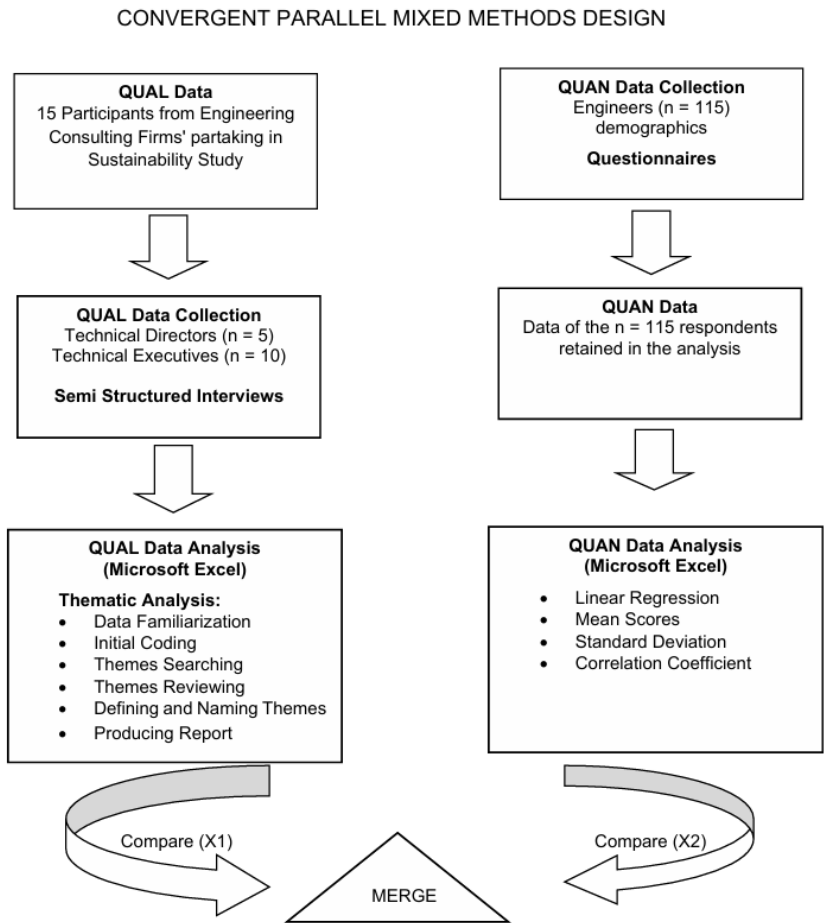 CONVERGENT PARALLEL MIXED METHODS DESIGN
QUAL Data
15 Participants from Engineering
Consulting Firms' partaking in
Sustainability Study
QUAL Data Collection
Technical Directors (n = 5)
Technical Executives (n = 10)
Semi Structured Interviews
QUAL Data Analysis
(Microsoft Excel)
Thematic Analysis:
• Data Familiarization
• Initial Coding
• Themes Searching
• Themes Reviewing
• Defining and Naming Themes
• Producing Report
Compare (X1)
QUAN Data Collection
Engineers (n = 115)
demographics
Questionnaires
QUAN Data
Data of the n = 115 respondents
retained in the analysis
QUAN Data Analysis
(Microsoft Excel)
• Linear Regression
• Mean Scores
• Standard Deviation
• Correlation Coefficient
Compare (X2)
MERGE